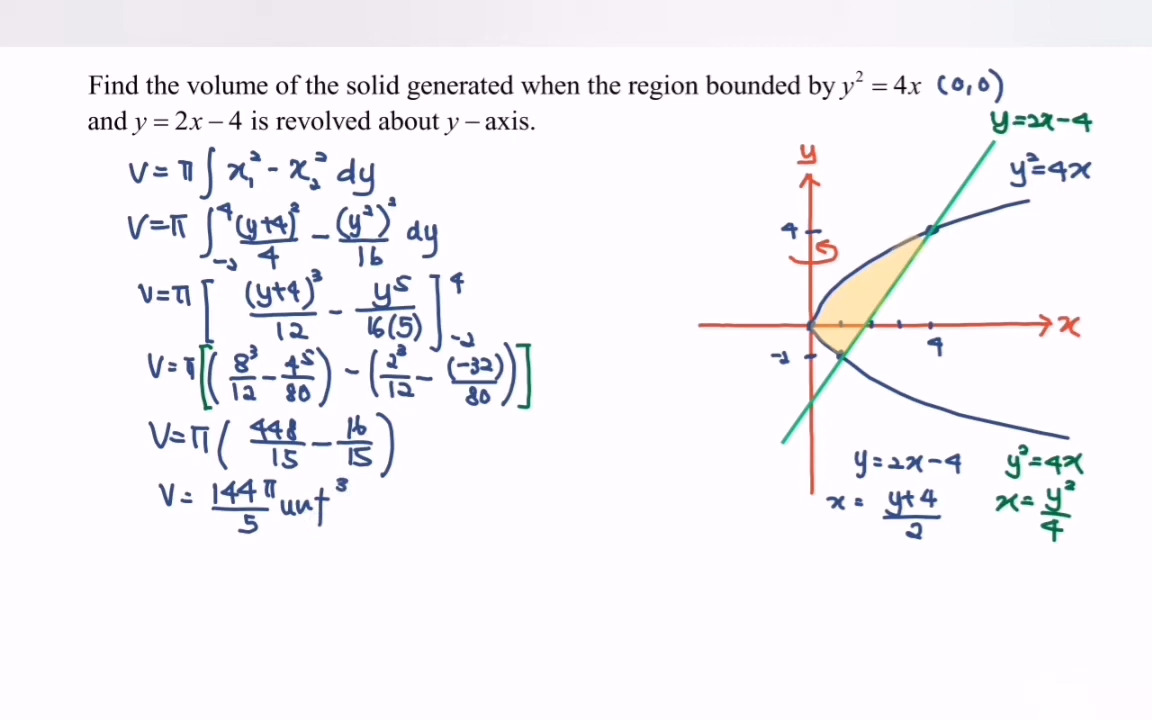 Find the volume of the solid generated when the region bounded by y² = 4x (0,0)
and y = 2x − 4 is revolved about y − axis.
V = π ∫ x₁² - x₂² dy
V = π ∫₋₂⁴ (y+4)²/4 - (y²)²/16 dy
V = π [ (y+4)³/12 - y⁵/16(5) ]₋₂⁴
V = π [( 8³/12 - 4⁵/80 ) - ( 2³/12 - (-32)/80 )]
V = π ( 448/15 - 16/15 )
V = 144π/5 unt³
y=2x-4
y²=4x
y
4
-2
4
x
y=2x-4 y²=4x
x = y+4/2 x = y²/4